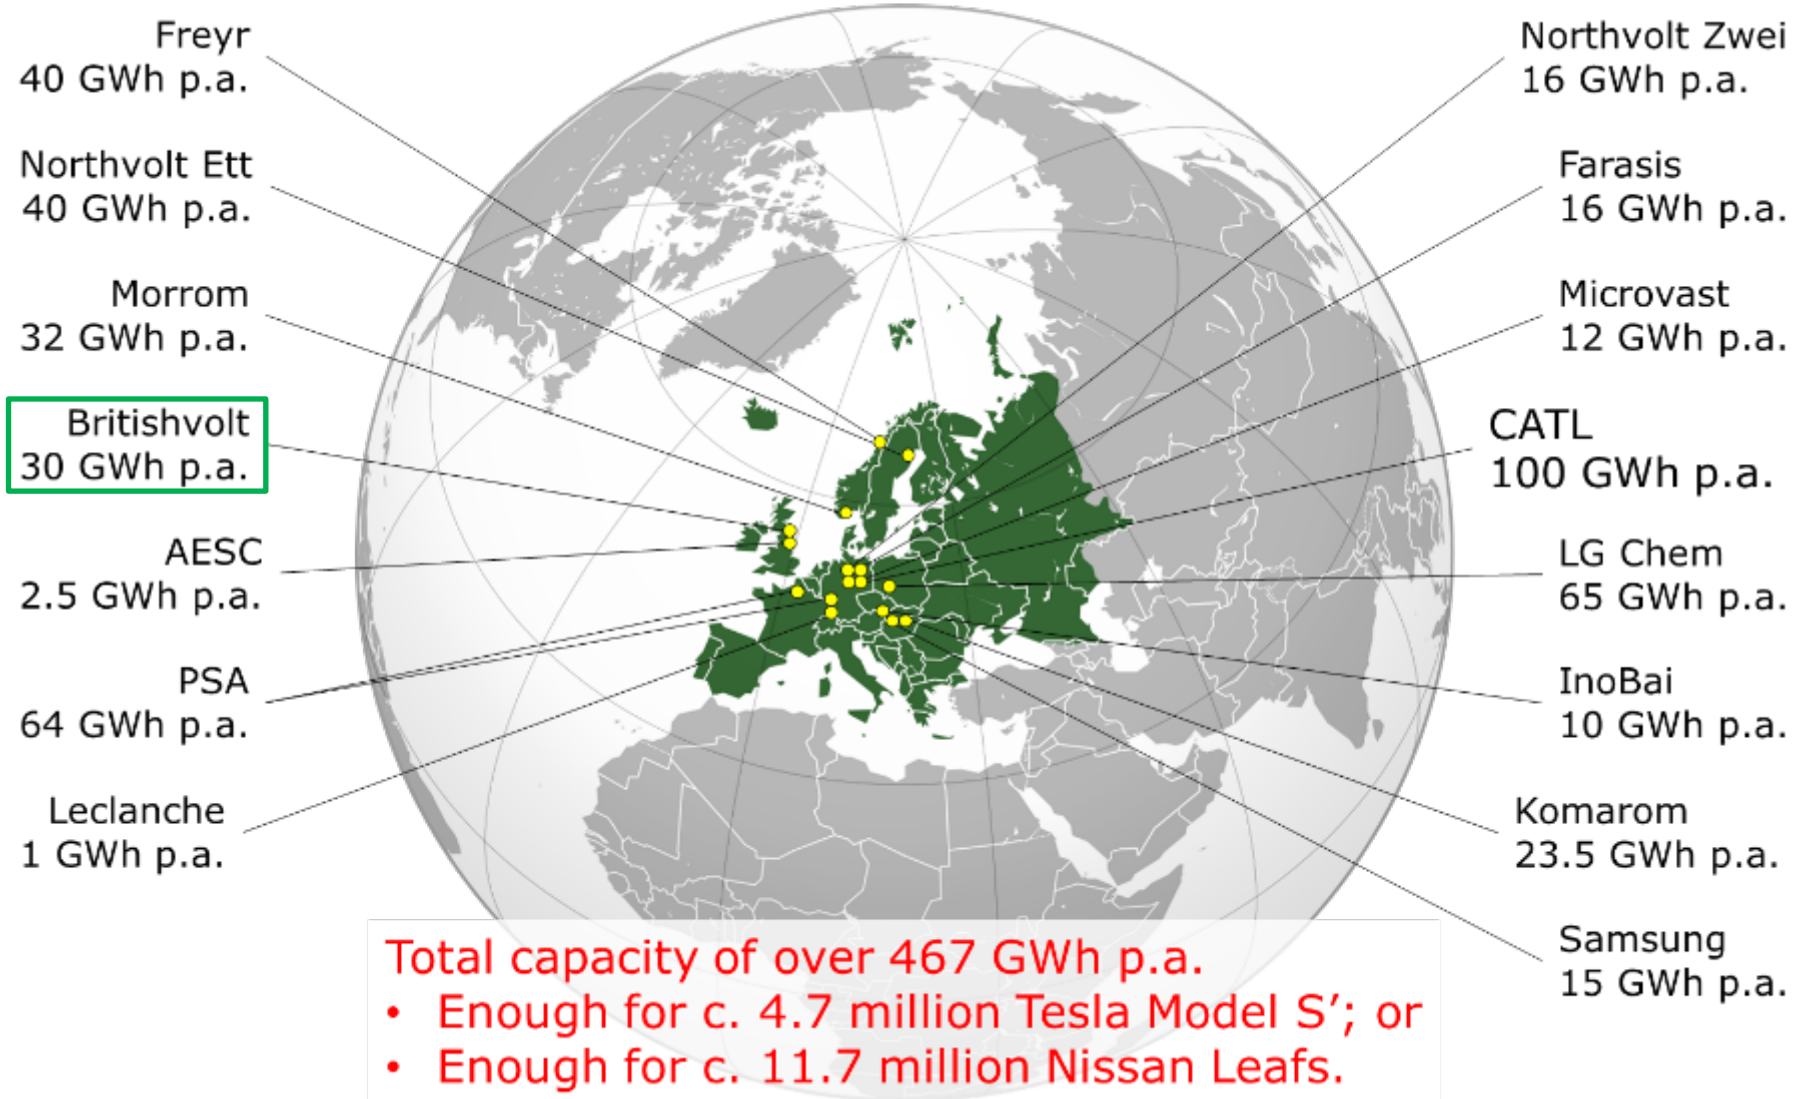 Freyr
40 GWh p.a.
Northvolt Ett
40 GWh p.a.
Morrom
32 GWh p.a.
Britishvolt
30 GWh p.a.
AESC
2.5 GWh p.a.
PSA
64 GWh p.a.
Leclanche
1 GWh p.a.
Northvolt Zwei
16 GWh p.a.
Farasis
16 GWh p.a.
Microvast
12 GWh p.a.
CATL
100 GWh p.a.
LG Chem
65 GWh p.a.
InoBai
10 GWh p.a.
Komarom
23.5 GWh p.a.
Samsung
15 GWh p.a.
Total capacity of over 467 GWh p.a.
• Enough for c. 4.7 million Tesla Model S’; or
• Enough for c. 11.7 million Nissan Leafs.